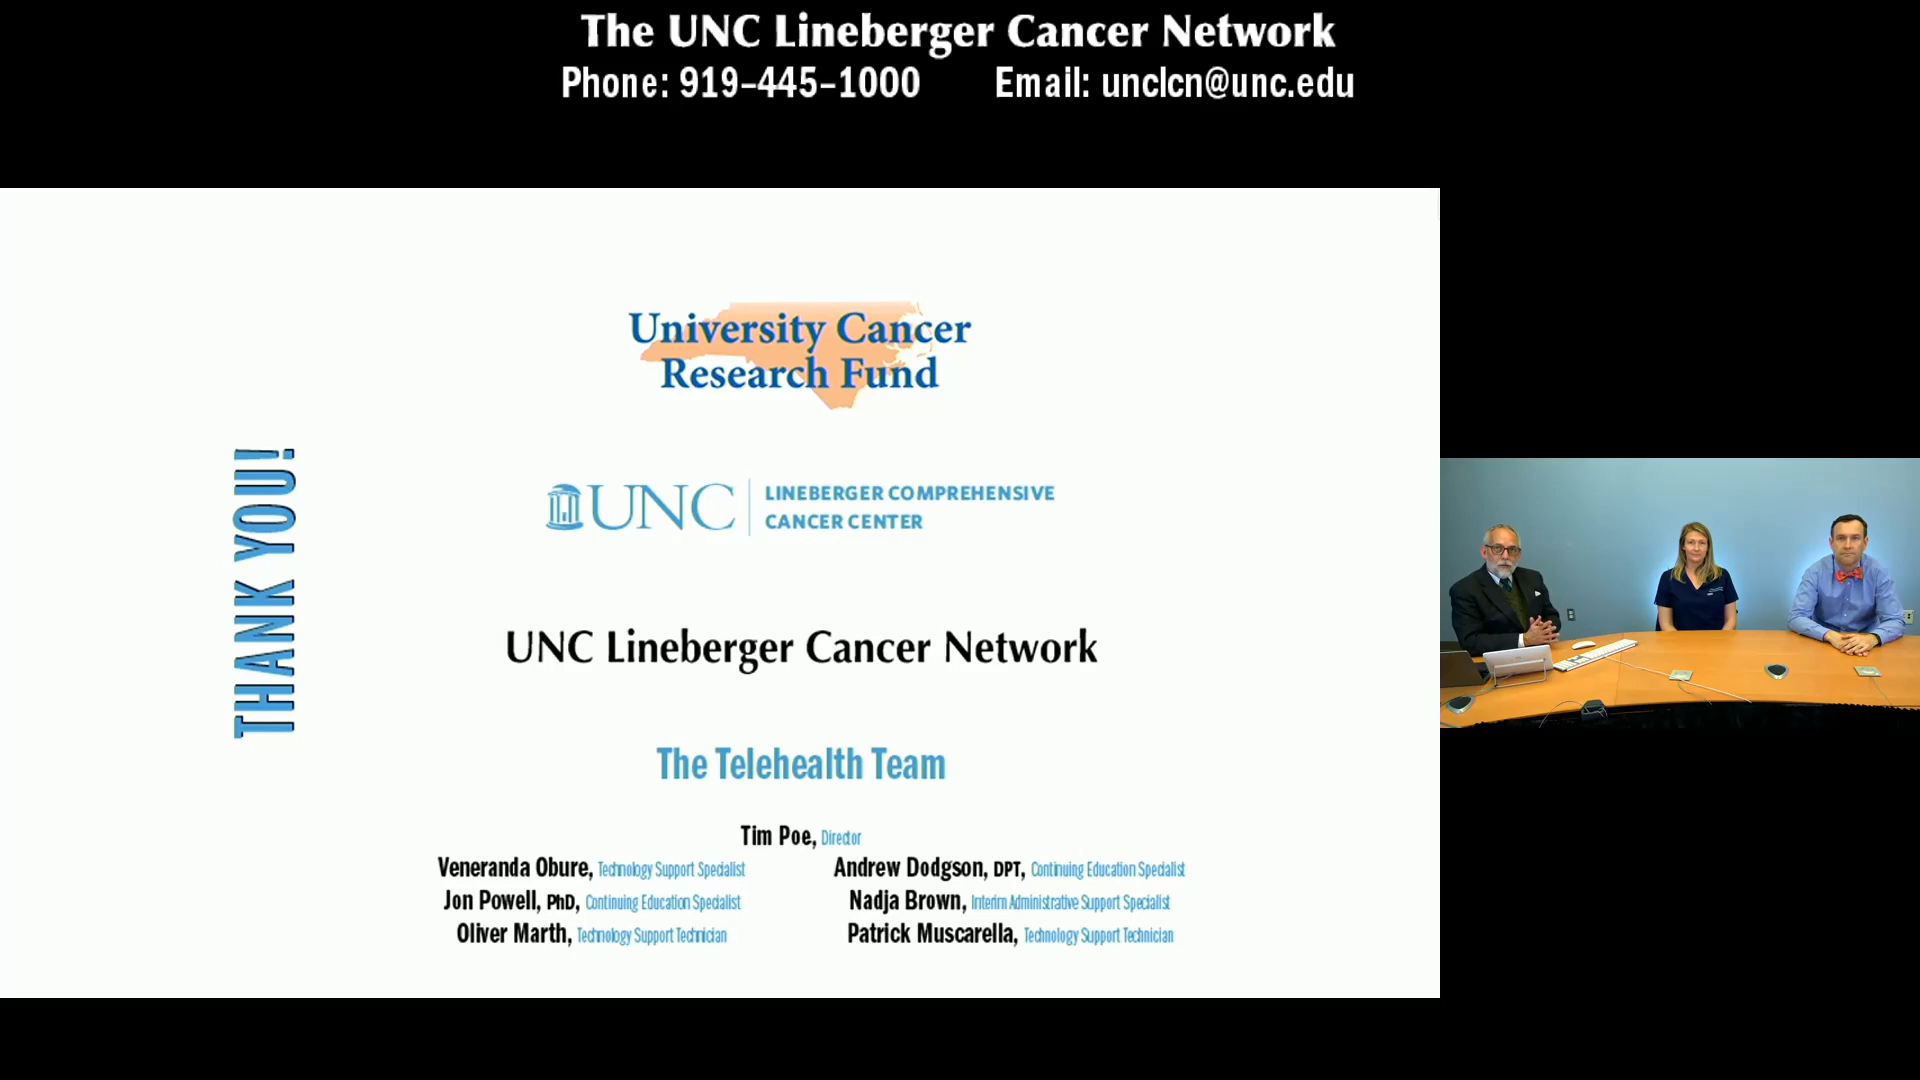 The UNC Lineberger Cancer Network
Phone: 919-445-1000 Email: unclcn@unc.edu
THANK YOU!
University Cancer
Research Fund
UNC LINEBERGER COMPREHENSIVE
CANCER CENTER
UNC Lineberger Cancer Network
The Telehealth Team
Tim Poe, Director
Veneranda Obure, Technology Support Specialist
Andrew Dodgson, DPT, Continuing Education Specialist
Jon Powell, PhD, Continuing Education Specialist
Nadja Brown, Interim Administrative Support Specialist
Oliver Marth, Technology Support Technician
Patrick Muscarella, Technology Support Technician